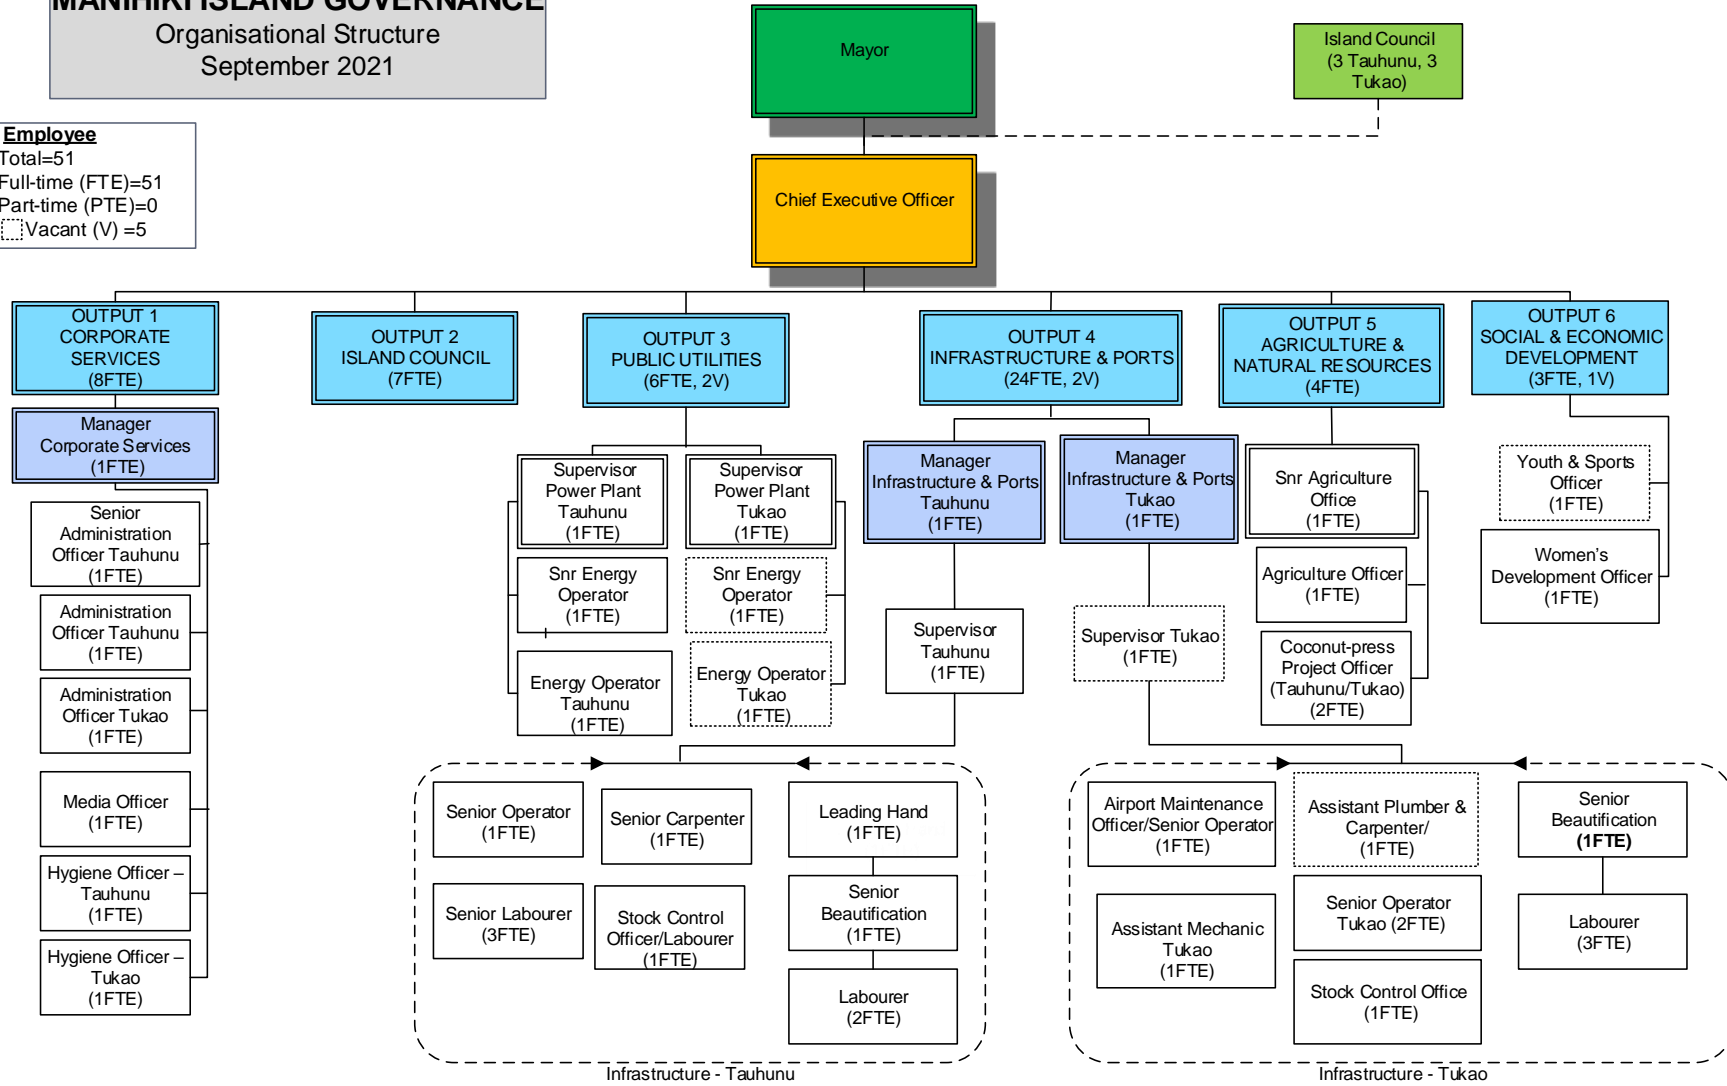 MANIHIKI ISLAND GOVERNANCE
Organisational Structure
September 2021
Employee
Total=51
Full-time (FTE)=51
Part-time (PTE)=0
Vacant (V) =5
Mayor
Island Council
(3 Tauhunu, 3
Tukao)
Chief Executive Officer
OUTPUT 1
CORPORATE
SERVICES
(8FTE)
Manager
Corporate Services
(1FTE)
Senior
Administration
Officer Tauhunu
(1FTE)
Administration
Officer Tauhunu
(1FTE)
Administration
Officer Tukao
(1FTE)
Media Officer
(1FTE)
Hygiene Officer –
Tauhunu
(1FTE)
Hygiene Officer –
Tukao
(1FTE)
OUTPUT 2
ISLAND COUNCIL
(7FTE)
OUTPUT 3
PUBLIC UTILITIES
(6FTE, 2V)
Supervisor
Power Plant
Tauhunu
(1FTE)
Snr Energy
Operator
(1FTE)
Energy Operator
Tauhunu
(1FTE)
Supervisor
Power Plant
Tukao
(1FTE)
Snr Energy
Operator
(1FTE)
Energy Operator
Tukao
(1FTE)
OUTPUT 4
INFRASTRUCTURE & PORTS
(24FTE, 2V)
Manager
Infrastructure & Ports
Tauhunu
(1FTE)
Supervisor
Tauhunu
(1FTE)
Manager
Infrastructure & Ports
Tukao
(1FTE)
Supervisor Tukao
(1FTE)
OUTPUT 5
AGRICULTURE &
NATURAL RESOURCES
(4FTE)
Snr Agriculture
Office
(1FTE)
Agriculture Officer
(1FTE)
Coconut-press
Project Officer
(Tauhunu/Tukao)
(2FTE)
OUTPUT 6
SOCIAL & ECONOMIC
DEVELOPMENT
(3FTE, 1V)
Youth & Sports
Officer
(1FTE)
Women's
Development Officer
(1FTE)
Senior Operator
(1FTE)
Senior Carpenter
(1FTE)
Leading Hand
(1FTE)
Senior Labourer
(3FTE)
Stock Control
Officer/Labourer
(1FTE)
Senior
Beautification
(1FTE)
Labourer
(2FTE)
Infrastructure - Tauhunu
Airport Maintenance
Officer/Senior Operator
(1FTE)
Assistant Plumber &
Carpenter/
(1FTE)
Senior
Beautification
(1FTE)
Assistant Mechanic
Tukao
(1FTE)
Senior Operator
Tukao (2FTE)
Labourer
(3FTE)
Stock Control Office
(1FTE)
Infrastructure - Tukao